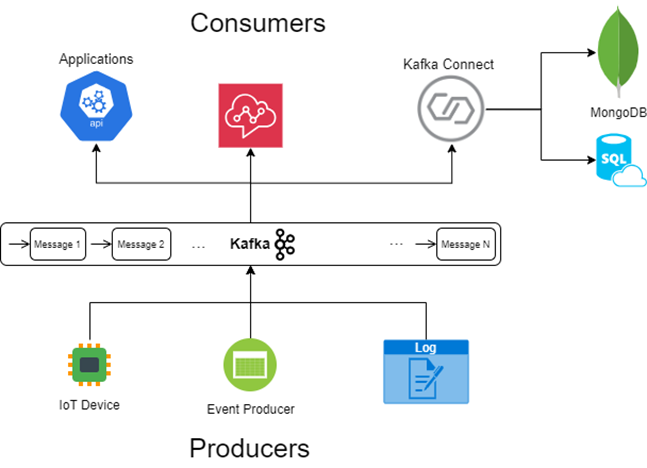 Consumers
Applications
Kafka Connect
api
MongoDB
SQL
Message 1
Message 2
...
Kafka
...
Message N
Log
IoT Device
Event Producer
Producers